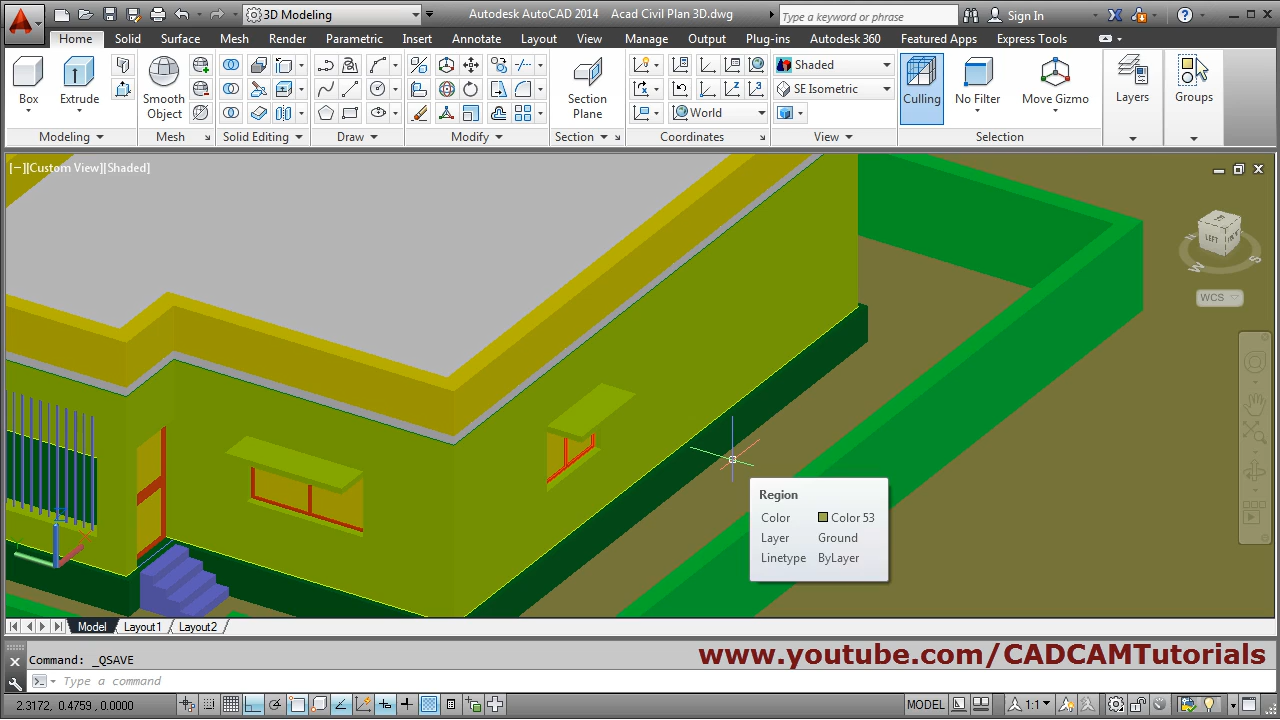 3D Modeling
Autodesk AutoCAD 2014 Acad Civil Plan 3D.dwg
Type a keyword or phrase
Sign In
Home Solid Surface Mesh Render Parametric Insert Annotate Layout View Manage Output Plug-ins Autodesk 360 Featured Apps Express Tools
Box
Extrude
Smooth Object
Section Plane
World
Shaded
SE Isometric
Culling
No Filter
Move Gizmo
Layers
Groups
Modeling
Mesh
Solid Editing
Draw
Modify
Section
Coordinates
View
Selection
[−][Custom View][Shaded]
LEFT
N
W
S
WCS
Region
Color Color 53
Layer Ground
Linetype ByLayer
Model Layout1 Layout2
Command: _QSAVE
Type a command
www.youtube.com/CADCAMTutorials
2.3172, 0.4759, 0.0000
MODEL
1:1